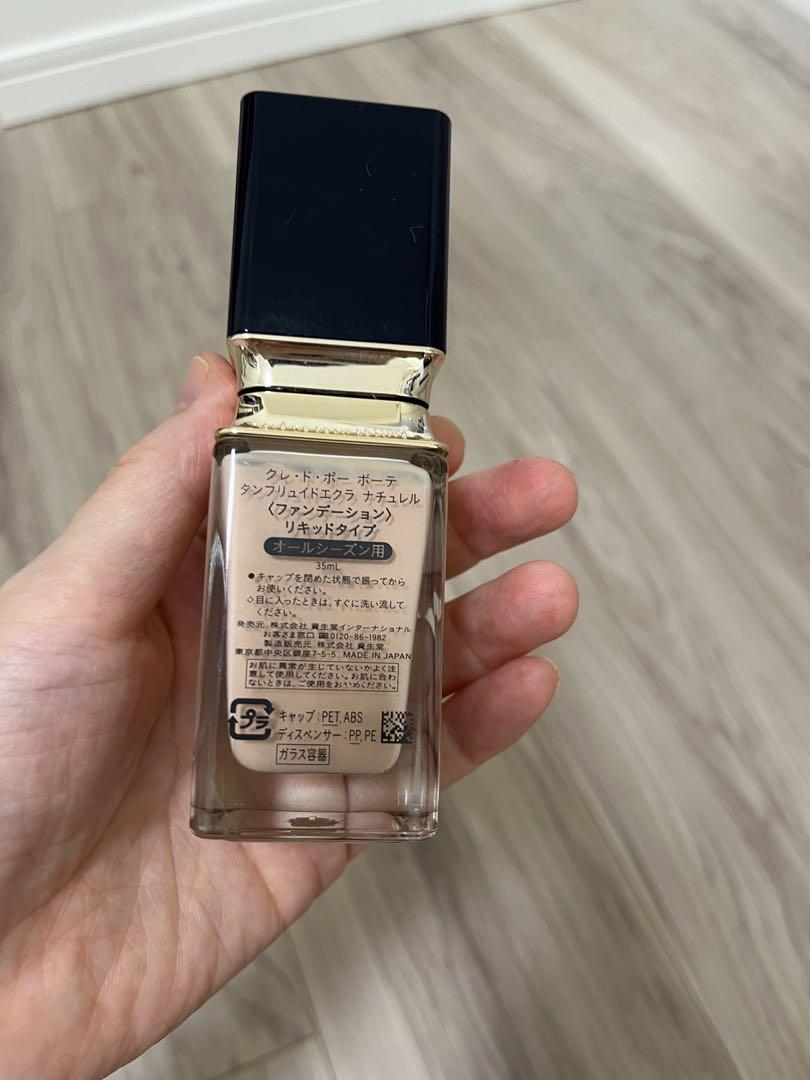 クレ・ド・ポー ボーテ
タンフリュイドエクラ ナチュレル
〈ファンデーション〉
リキッドタイプ
オールシーズン用
35mL
●キャップを閉めた状態で振ってから
お使いください。
◇目に入ったときは、すぐに洗い流して
ください。
発売元 株式会社 資生堂インターナショナル
お客さま窓口 0120-86-1982
製造販売元 株式会社 資生堂
東京都中央区銀座7-5-5 MADE IN JAPAN
お肌に異常が生じていないかよく注
意して使用してください。お肌に合わ
ないときは、ご使用をおやめください。
プラ
キャップ:PET, ABS
ディスペンサー:PP, PE
ガラス容器